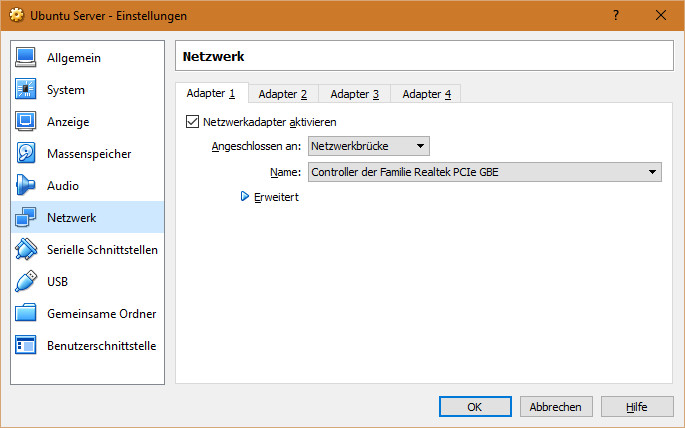 Ubuntu Server - Einstellungen
?
Allgemein
System
Anzeige
Massenspeicher
Audio
Netzwerk
Serielle Schnittstellen
USB
Gemeinsame Ordner
Benutzerschnittstelle
Netzwerk
Adapter 1 Adapter 2 Adapter 3 Adapter 4
Netzwerkadapter aktivieren
Angeschlossen an: Netzwerkbrücke
Name: Controller der Familie Realtek PCIe GBE
Erweitert
OK Abbrechen Hilfe